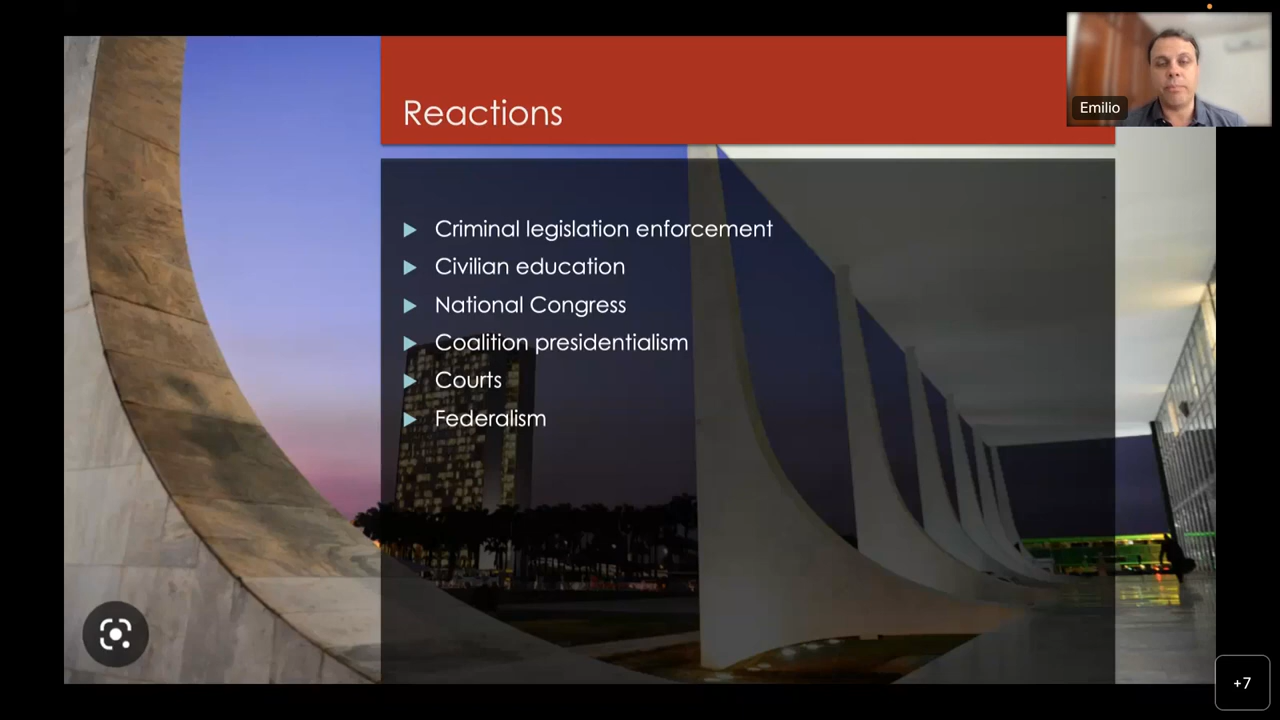 Reactions
Emilio
Criminal legislation enforcement
Civilian education
National Congress
Coalition presidentialism
Courts
Federalism
+7